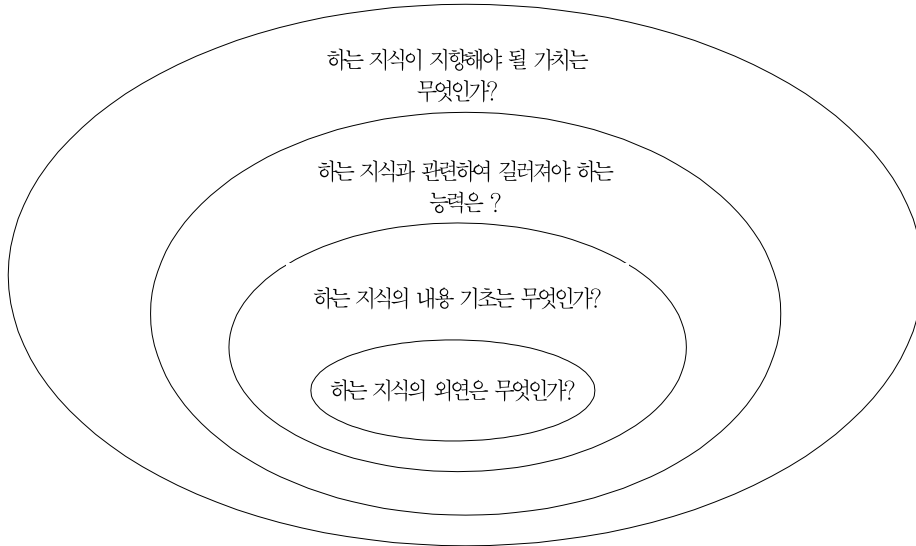 하는 지식이 지향해야 될 가치는
무엇인가?
하는 지식과 관련하여 길러져야 하는
능력은 ?
하는 지식의 내용 기초는 무엇인가?
하는 지식의 외연은 무엇인가?